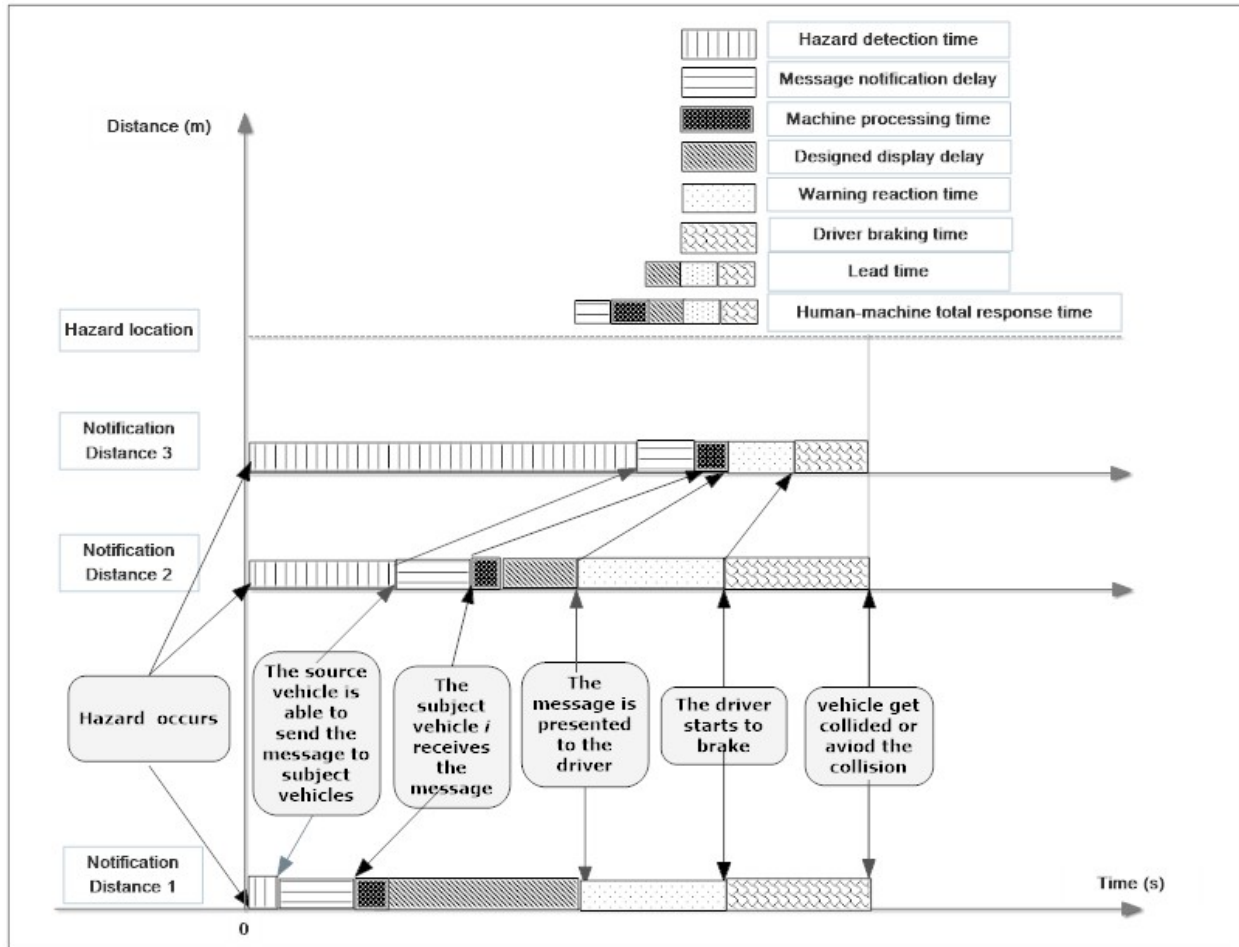 Hazard detection time
Message notification delay
Machine processing time
Designed display delay
Warning reaction time
Driver braking time
Lead time
Human-machine total response time
Distance (m)
Hazard location
Notification
Distance 3
Notification
Distance 2
Hazard occurs
The source
vehicle is
able to
send the
message to
subject
vehicles
The
subject
vehicle i
receives
the
message
The
message is
presented
to the
driver
The driver
starts to
brake
vehicle get
collided or
aviod the
collision
Notification
Distance 1
Time (s)
0